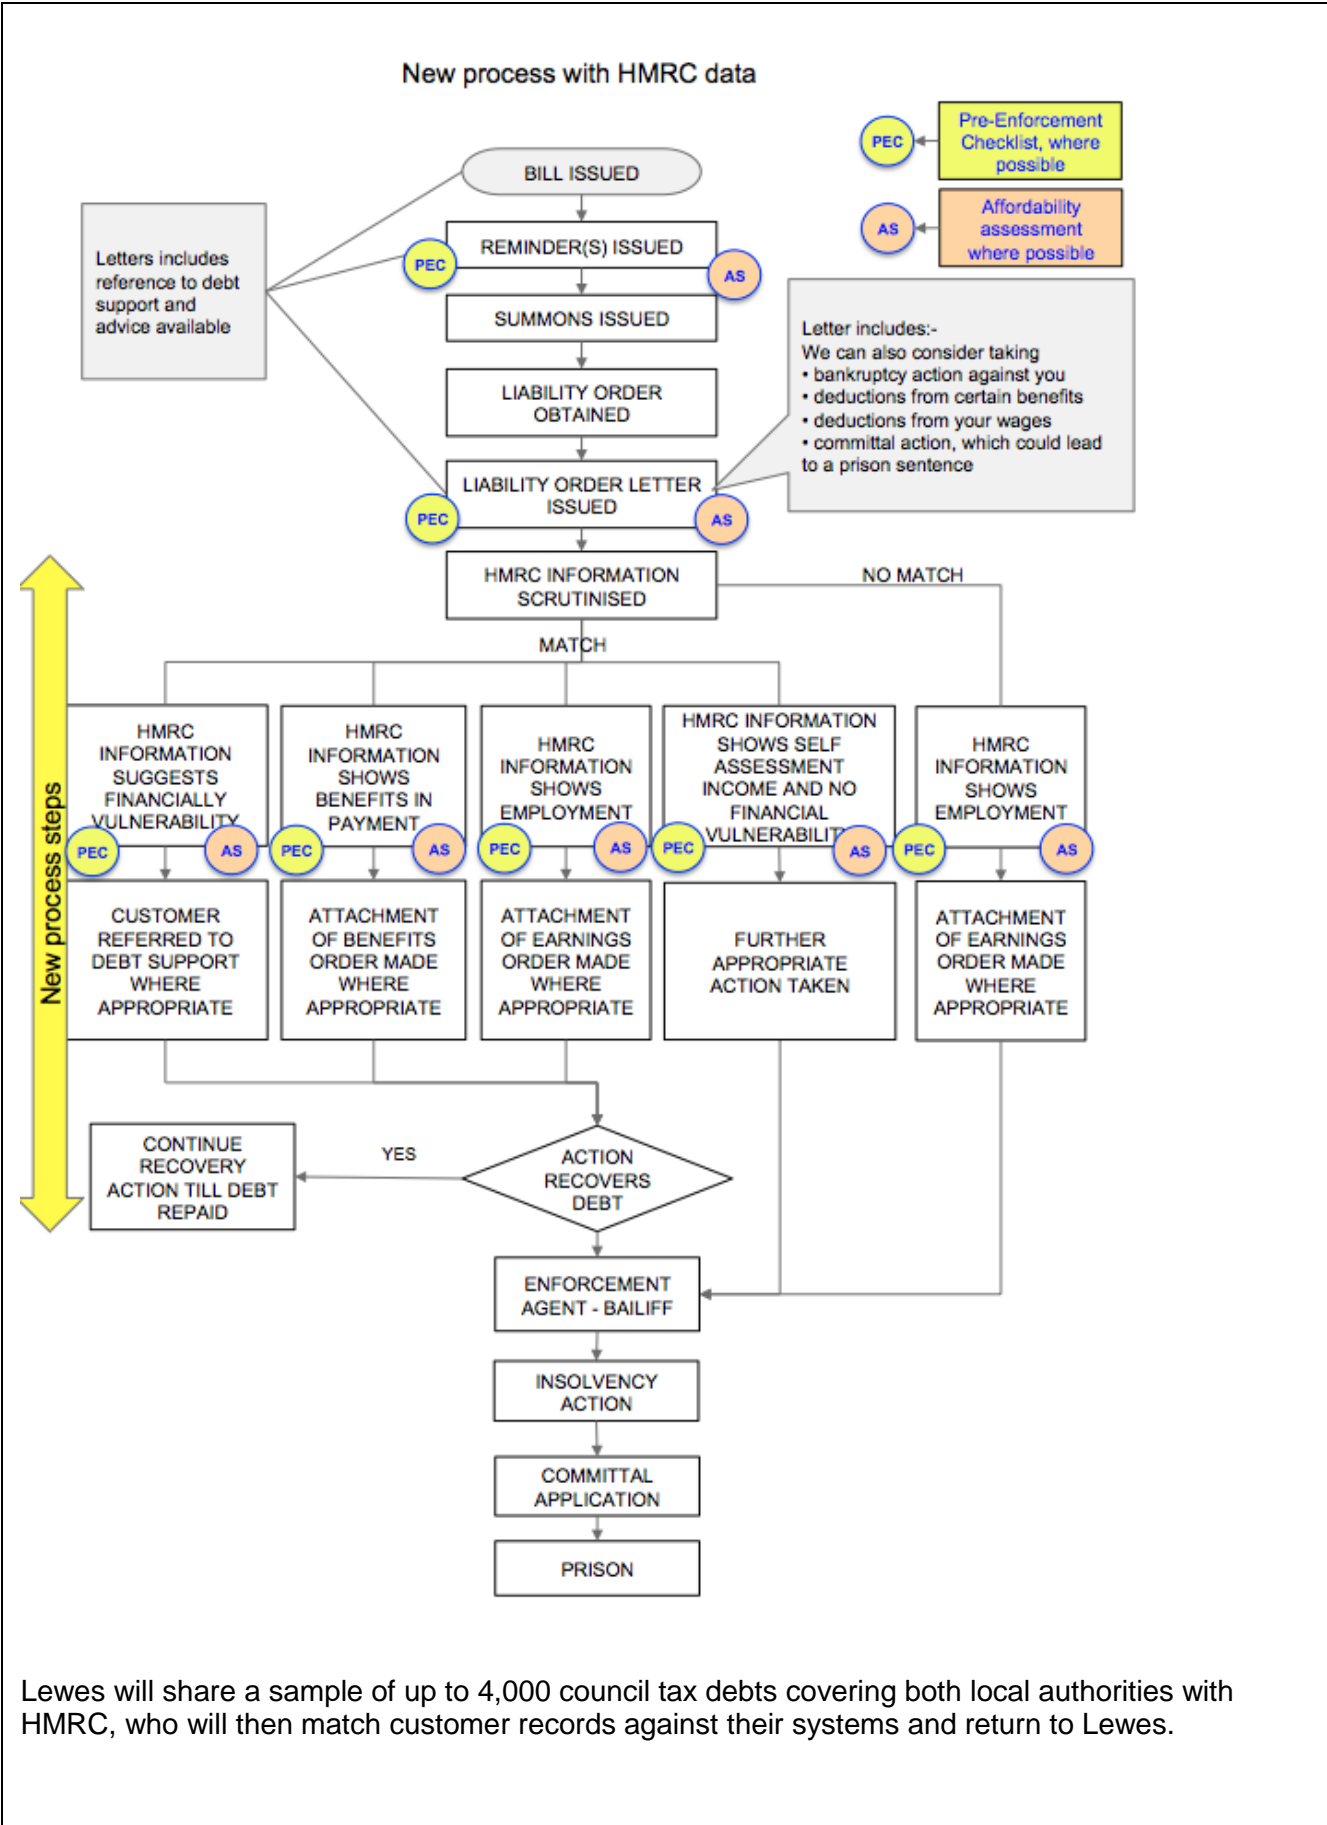 New process with HMRC data
PEC
Pre-Enforcement
Checklist, where
possible
AS
Affordability
assessment
where possible
BILL ISSUED
Letters includes
reference to debt
support and
advice available
REMINDER(S) ISSUED
PEC
AS
SUMMONS ISSUED
Letter includes:-
We can also consider taking
• bankruptcy action against you
• deductions from certain benefits
• deductions from your wages
• committal action, which could lead
to a prison sentence
LIABILITY ORDER
OBTAINED
LIABILITY ORDER LETTER
ISSUED
PEC
AS
HMRC INFORMATION
SCRUTINISED
NO MATCH
MATCH
New process steps
HMRC
INFORMATION
SUGGESTS
FINANCIALLY
VULNERABILITY
PEC
AS
HMRC
INFORMATION
SHOWS
BENEFITS IN
PAYMENT
PEC
AS
HMRC
INFORMATION
SHOWS
EMPLOYMENT
PEC
AS
HMRC INFORMATION
SHOWS SELF
ASSESSMENT
INCOME AND NO
FINANCIAL
VULNERABILITY
PEC
AS
HMRC
INFORMATION
SHOWS
EMPLOYMENT
PEC
AS
CUSTOMER
REFERRED TO
DEBT SUPPORT
WHERE
APPROPRIATE
ATTACHMENT
OF BENEFITS
ORDER MADE
WHERE
APPROPRIATE
ATTACHMENT
OF EARNINGS
ORDER MADE
WHERE
APPROPRIATE
FURTHER
APPROPRIATE
ACTION TAKEN
ATTACHMENT
OF EARNINGS
ORDER MADE
WHERE
APPROPRIATE
CONTINUE
RECOVERY
ACTION TILL DEBT
REPAID
YES
ACTION
RECOVERS
DEBT
ENFORCEMENT
AGENT - BAILIFF
INSOLVENCY
ACTION
COMMITTAL
APPLICATION
PRISON
Lewes will share a sample of up to 4,000 council tax debts covering both local authorities with
HMRC, who will then match customer records against their systems and return to Lewes.